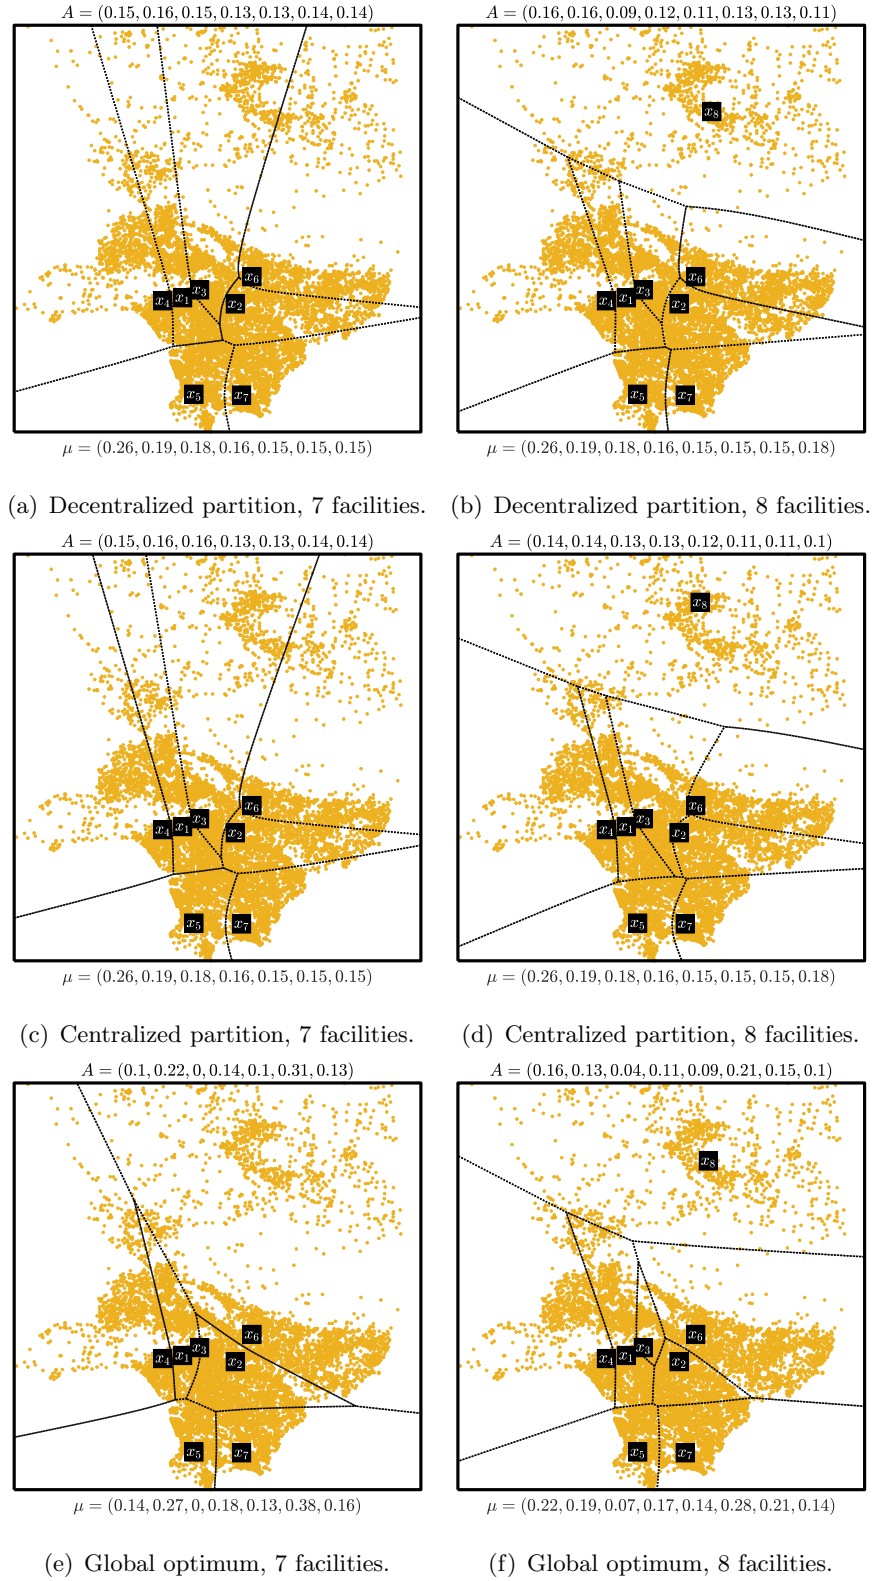 A = (0.15, 0.16, 0.15, 0.13, 0.13, 0.14, 0.14) A = (0.16, 0.16, 0.09, 0.12, 0.11, 0.13, 0.13, 0.11)
x8
x6 x6
x4 x1 x3 x2 x4 x1 x3 x2
x5 x7 x5 x7
μ = (0.26, 0.19, 0.18, 0.16, 0.15, 0.15, 0.15) μ = (0.26, 0.19, 0.18, 0.16, 0.15, 0.15, 0.15, 0.18)
(a) Decentralized partition, 7 facilities. (b) Decentralized partition, 8 facilities.
A = (0.15, 0.16, 0.16, 0.13, 0.13, 0.14, 0.14) A = (0.14, 0.14, 0.13, 0.13, 0.12, 0.11, 0.11, 0.1)
x8
x6 x6
x4 x1 x3 x2 x4 x1 x3 x2
x5 x7 x5 x7
μ = (0.26, 0.19, 0.18, 0.16, 0.15, 0.15, 0.15) μ = (0.26, 0.19, 0.18, 0.16, 0.15, 0.15, 0.15, 0.18)
(c) Centralized partition, 7 facilities. (d) Centralized partition, 8 facilities.
A = (0.1, 0.22, 0, 0.14, 0.1, 0.31, 0.13) A = (0.16, 0.13, 0.04, 0.11, 0.09, 0.21, 0.15, 0.1)
x8
x6 x6
x4 x1 x3 x2 x4 x1 x3 x2
x5 x7 x5 x7
μ = (0.14, 0.27, 0, 0.18, 0.13, 0.38, 0.16) μ = (0.22, 0.19, 0.07, 0.17, 0.14, 0.28, 0.21, 0.14)
(e) Global optimum, 7 facilities. (f) Global optimum, 8 facilities.